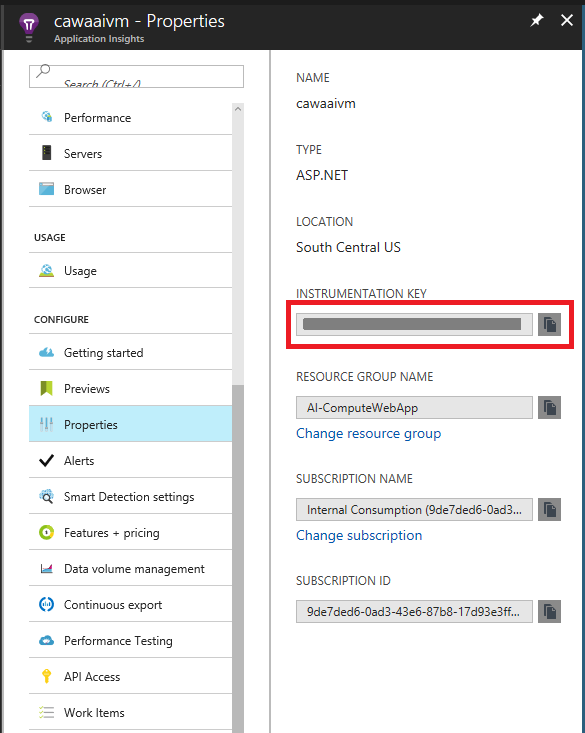 cawaaivm - Properties
Application Insights
Search (Ctrl+/)
Performance
Servers
Browser
USAGE
Usage
CONFIGURE
Getting started
Previews
Properties
Alerts
Smart Detection settings
Features + pricing
Data volume management
Continuous export
Performance Testing
API Access
Work Items
NAME
cawaaivm
TYPE
ASP.NET
LOCATION
South Central US
INSTRUMENTATION KEY
RESOURCE GROUP NAME
AI-ComputeWebApp
Change resource group
SUBSCRIPTION NAME
Internal Consumption (9de7ded6-0ad3...
Change subscription
SUBSCRIPTION ID
9de7ded6-0ad3-43e6-87b8-17d93e3ff...